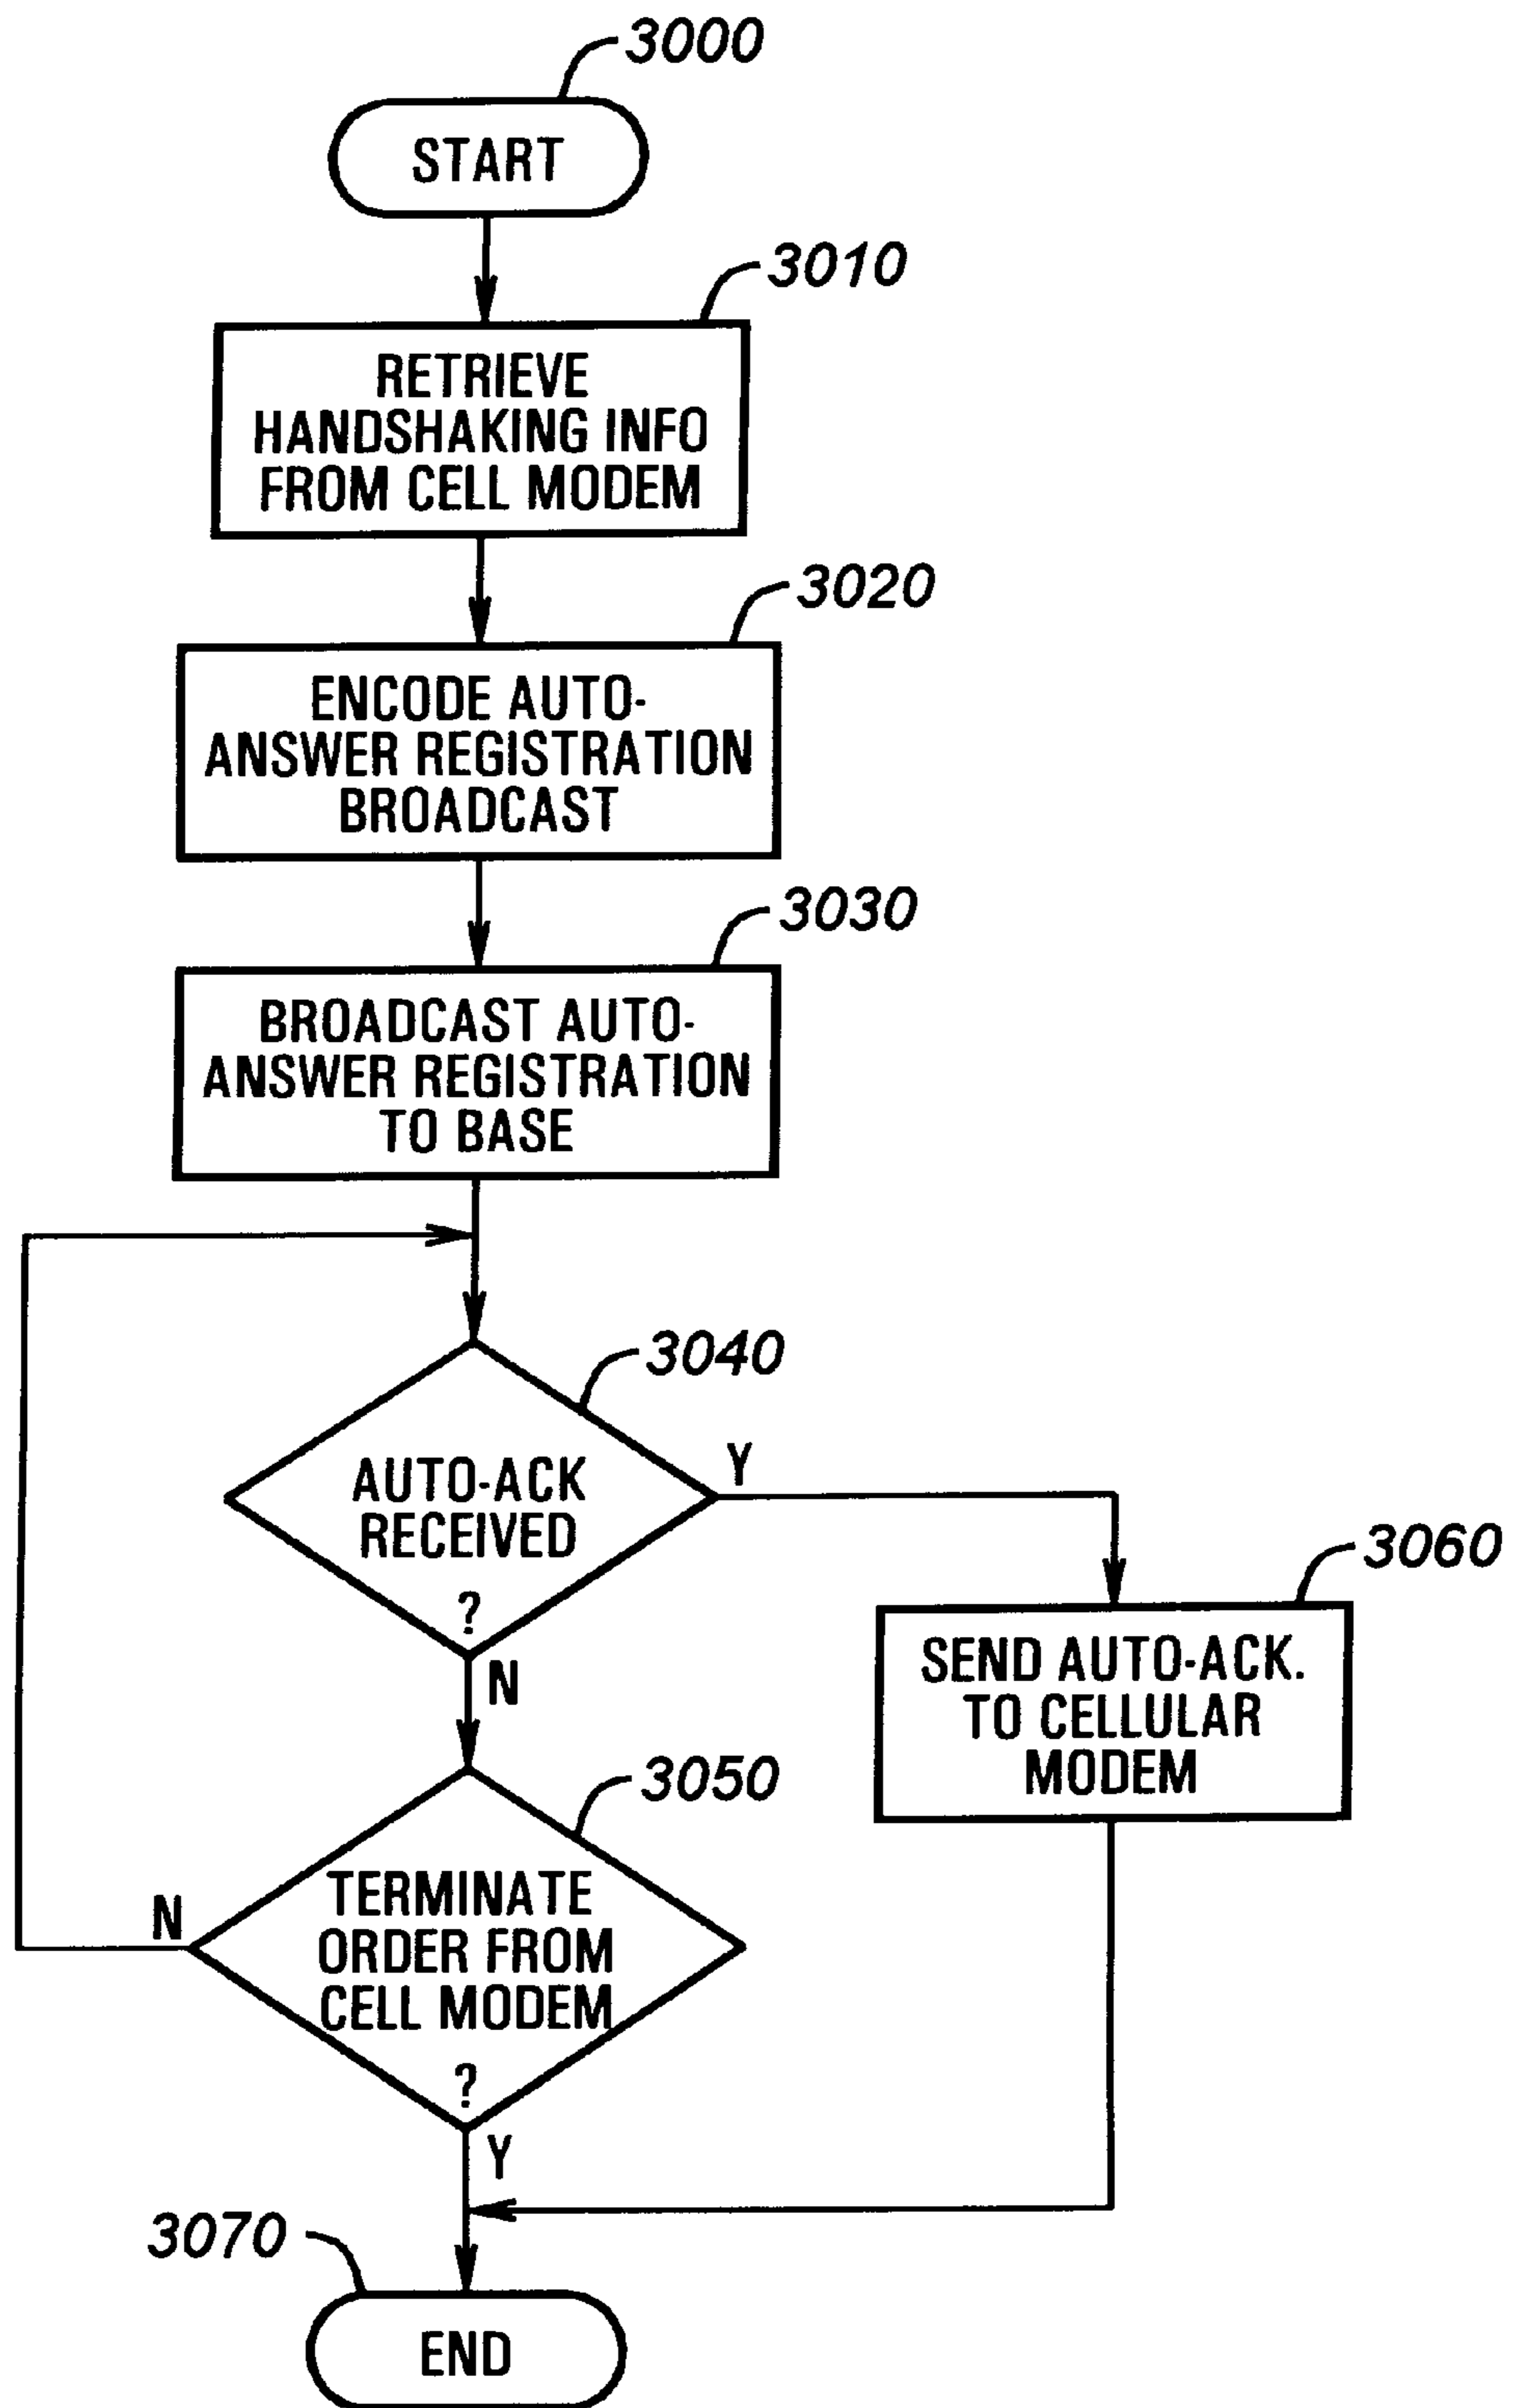 3000
START
3010
RETRIEVE
HANDSHAKING INFO
FROM CELL MODEM
3020
ENCODE AUTO-
ANSWER REGISTRATION
BROADCAST
3030
BROADCAST AUTO-
ANSWER REGISTRATION
TO BASE
3040
AUTO-ACK
RECEIVED
?
Y
N
3060
SEND AUTO-ACK.
TO CELLULAR
MODEM
3050
TERMINATE
ORDER FROM
CELL MODEM
?
N
Y
3070
END